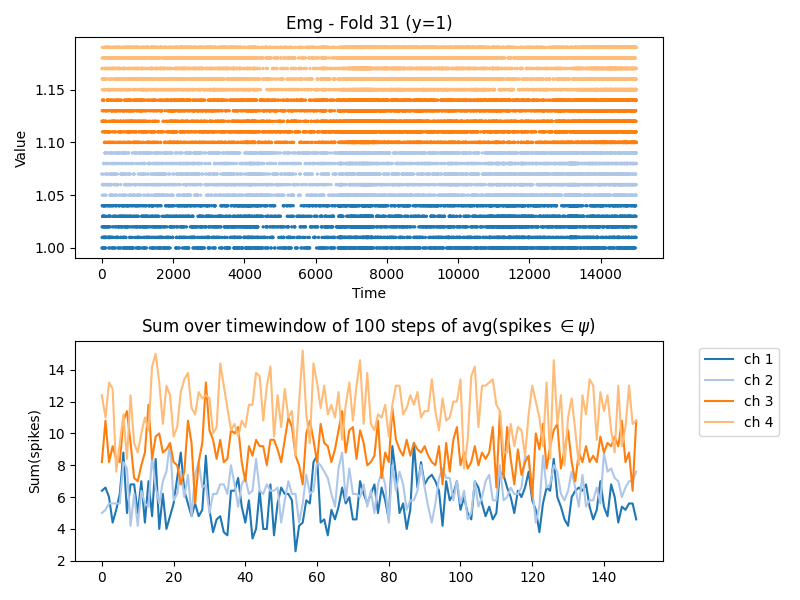 Emg - Fold 31 (y=1)
Value
1.15
1.10
1.05
1.00
0 2000 4000 6000 8000 10000 12000 14000
Time
Sum over timewindow of 100 steps of avg(spikes ∈ψ)
Sum(spikes)
14
12
10
8
6
4
2
0 20 40 60 80 100 120 140
ch 1
ch 2
ch 3
ch 4